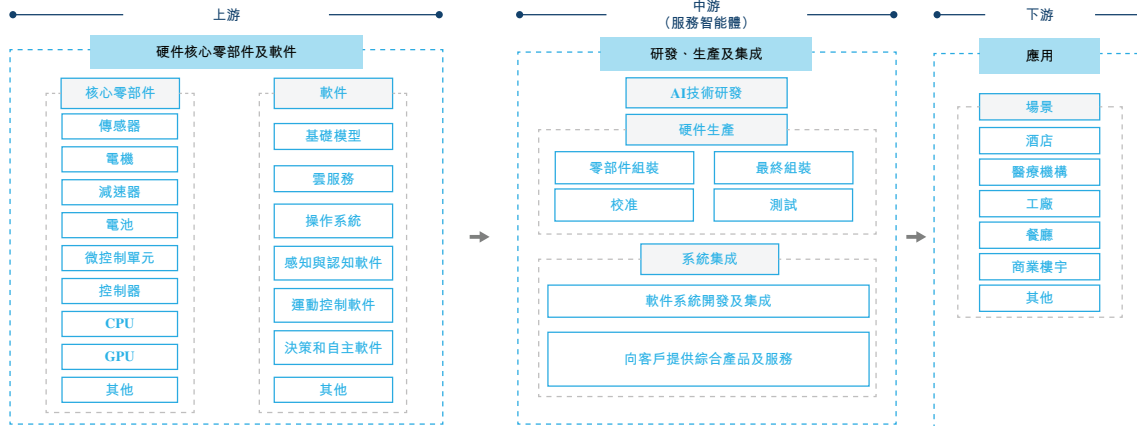 上游
硬件核心零部件及軟件
核心零部件
傳感器
電機
減速器
電池
微控制單元
控制器
CPU
GPU
其他
軟件
基礎模型
雲服務
操作系統
感知與認知軟件
運動控制軟件
決策和自主軟件
其他
中游
（服務智能體）
研發、生產及集成
AI技術研發
硬件生產
零部件組裝
最終組裝
校准
測試
系統集成
軟件系統開發及集成
向客戶提供綜合產品及服務
下游
應用
場景
酒店
醫療機構
工廠
餐廳
商業樓宇
其他